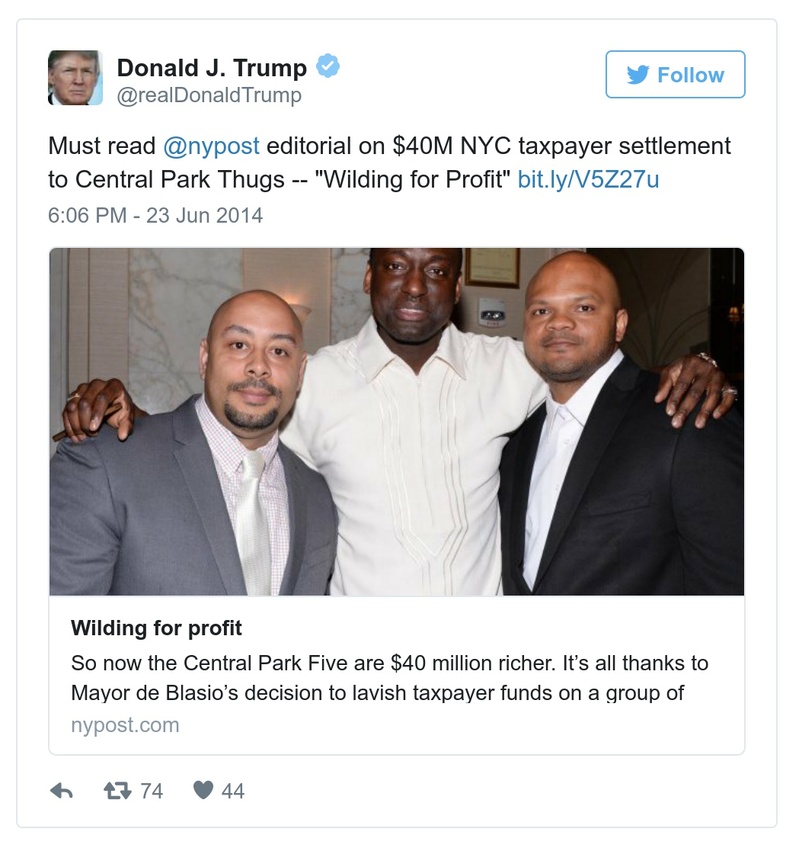 Donald J. Trump
@realDonaldTrump
Follow
Must read @nypost editorial on $40M NYC taxpayer settlement
to Central Park Thugs -- "Wilding for Profit" bit.ly/V5Z27u
6:06 PM - 23 Jun 2014
Wilding for profit
So now the Central Park Five are $40 million richer. It’s all thanks to
Mayor de Blasio’s decision to lavish taxpayer funds on a group of
nypost.com
74 44